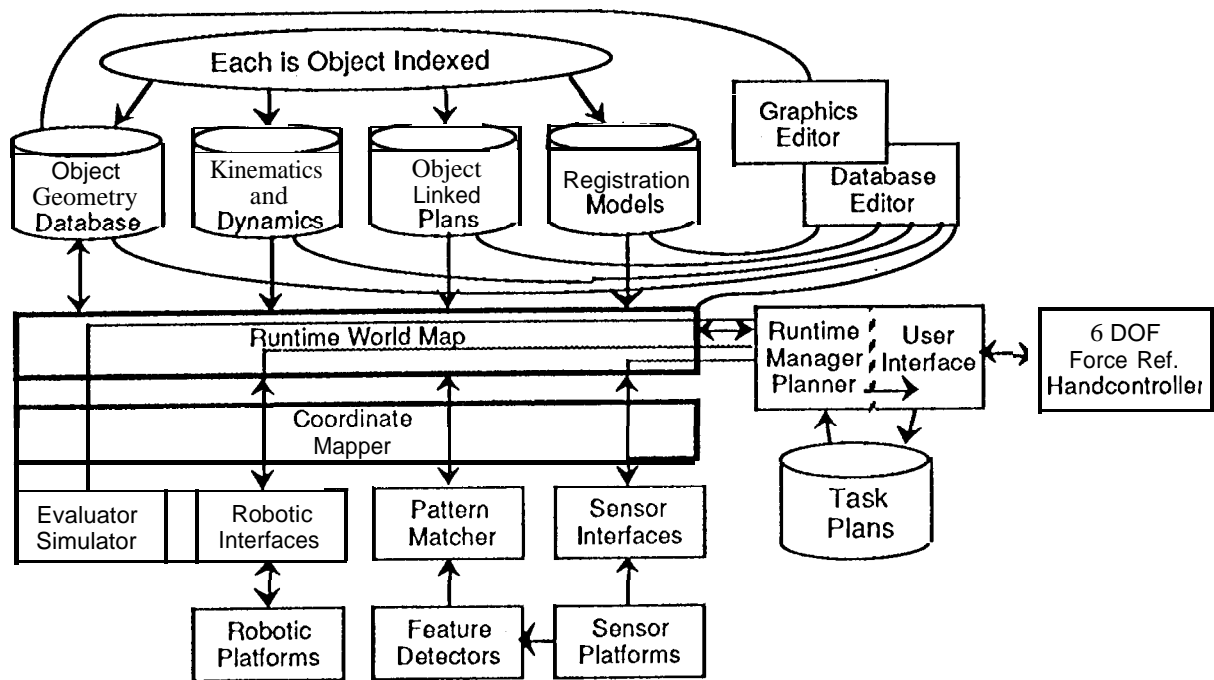 Each is Object Indexed
Graphics
Editor
Database
Editor
Object
Geometry
Database
Kinematics
and
Dynamics
Object
Linked
Plans
Registration
Models
Runtime World Map
Runtime
Manager
Planner
User
Interface
6 DOF
Force Ref.
Handcontroller
Coordinate
Mapper
Task
Plans
Evaluator
Simulator
Robotic
Interfaces
Pattern
Matcher
Sensor
Interfaces
Robotic
Platforms
Feature
Detectors
Sensor
Platforms